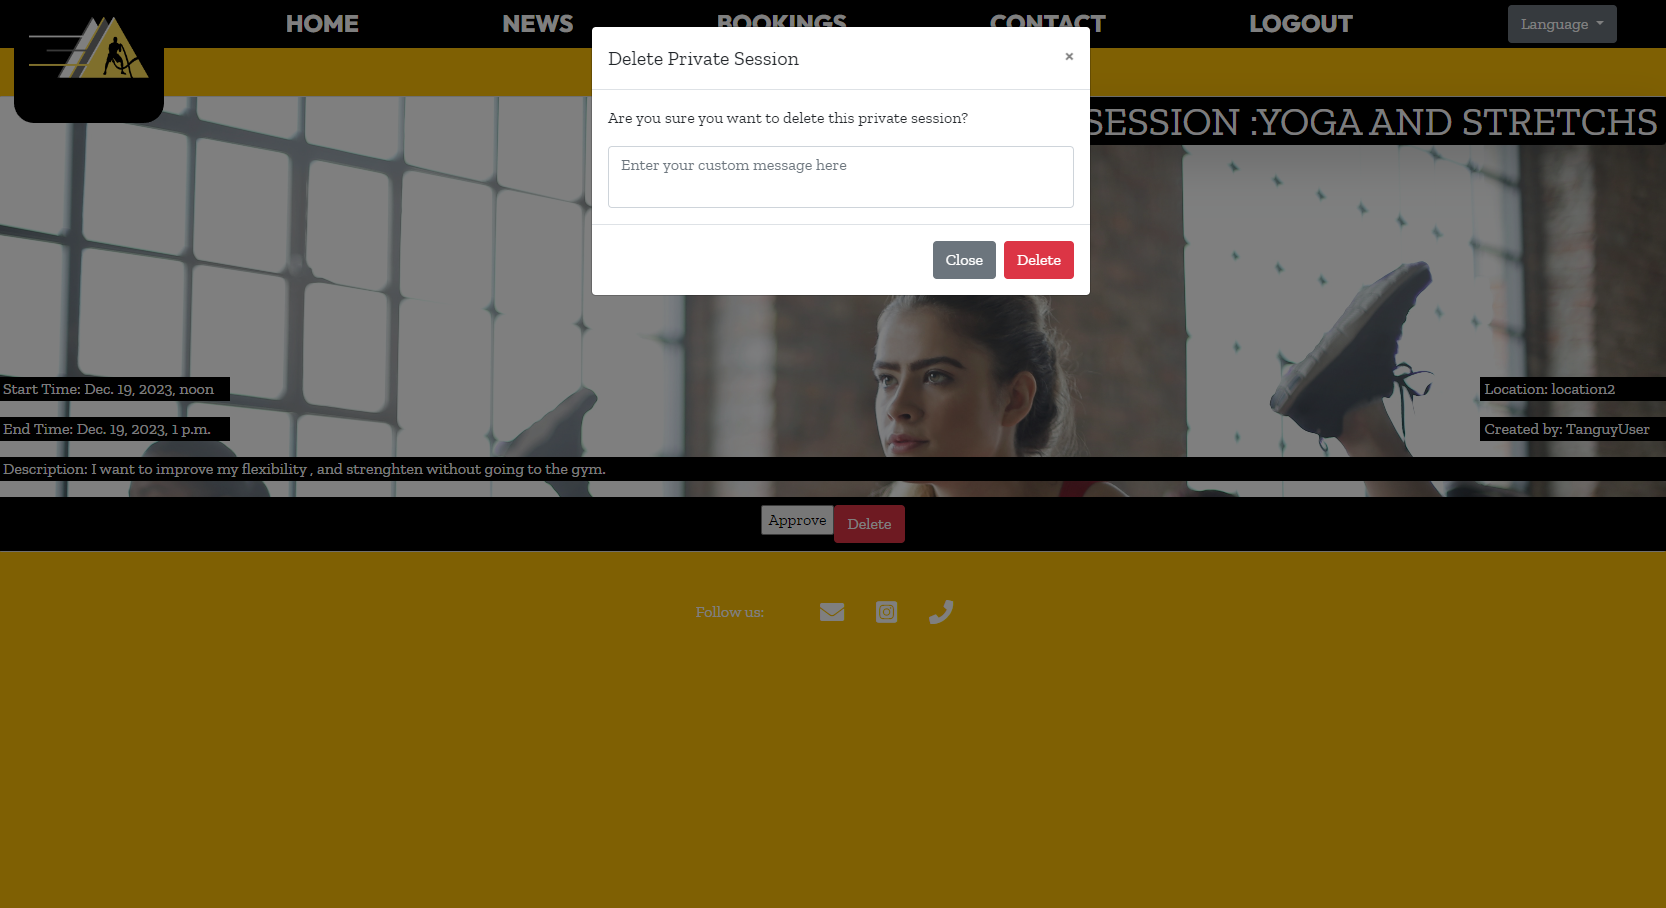 HOME NEWS BOOKINGS CONTACT LOGOUT Language
Delete Private Session ×
Are you sure you want to delete this private session?
Enter your custom message here
Close Delete
SESSION :YOGA AND STRETCHS
Start Time: Dec. 19, 2023, noon
Location: location2
End Time: Dec. 19, 2023, 1 p.m.
Created by: TanguyUser
Description: I want to improve my flexibility , and strenghten without going to the gym.
Approve Delete
Follow us: